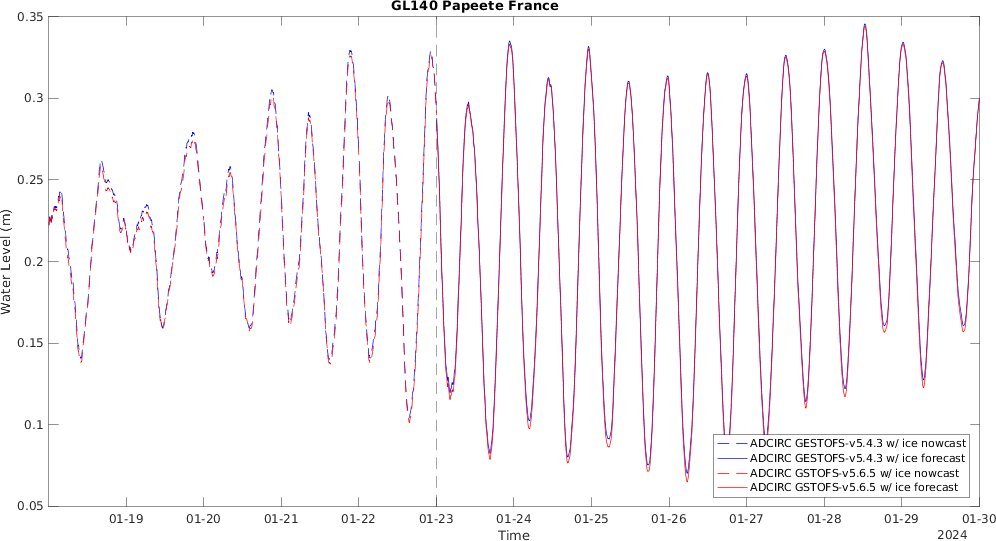 GL140 Papeete France
0.35
0.3
0.25
0.2
0.15
0.1
0.05
Water Level (m)
ADCIRC GESTOFS-v5.4.3 w/ ice nowcast
ADCIRC GESTOFS-v5.4.3 w/ ice forecast
ADCIRC GSTOFS-v5.6.5 w/ ice nowcast
ADCIRC GSTOFS-v5.6.5 w/ ice forecast
01-19 01-20 01-21 01-22 01-23 01-24 01-25 01-26 01-27 01-28 01-29 01-30
Time
2024